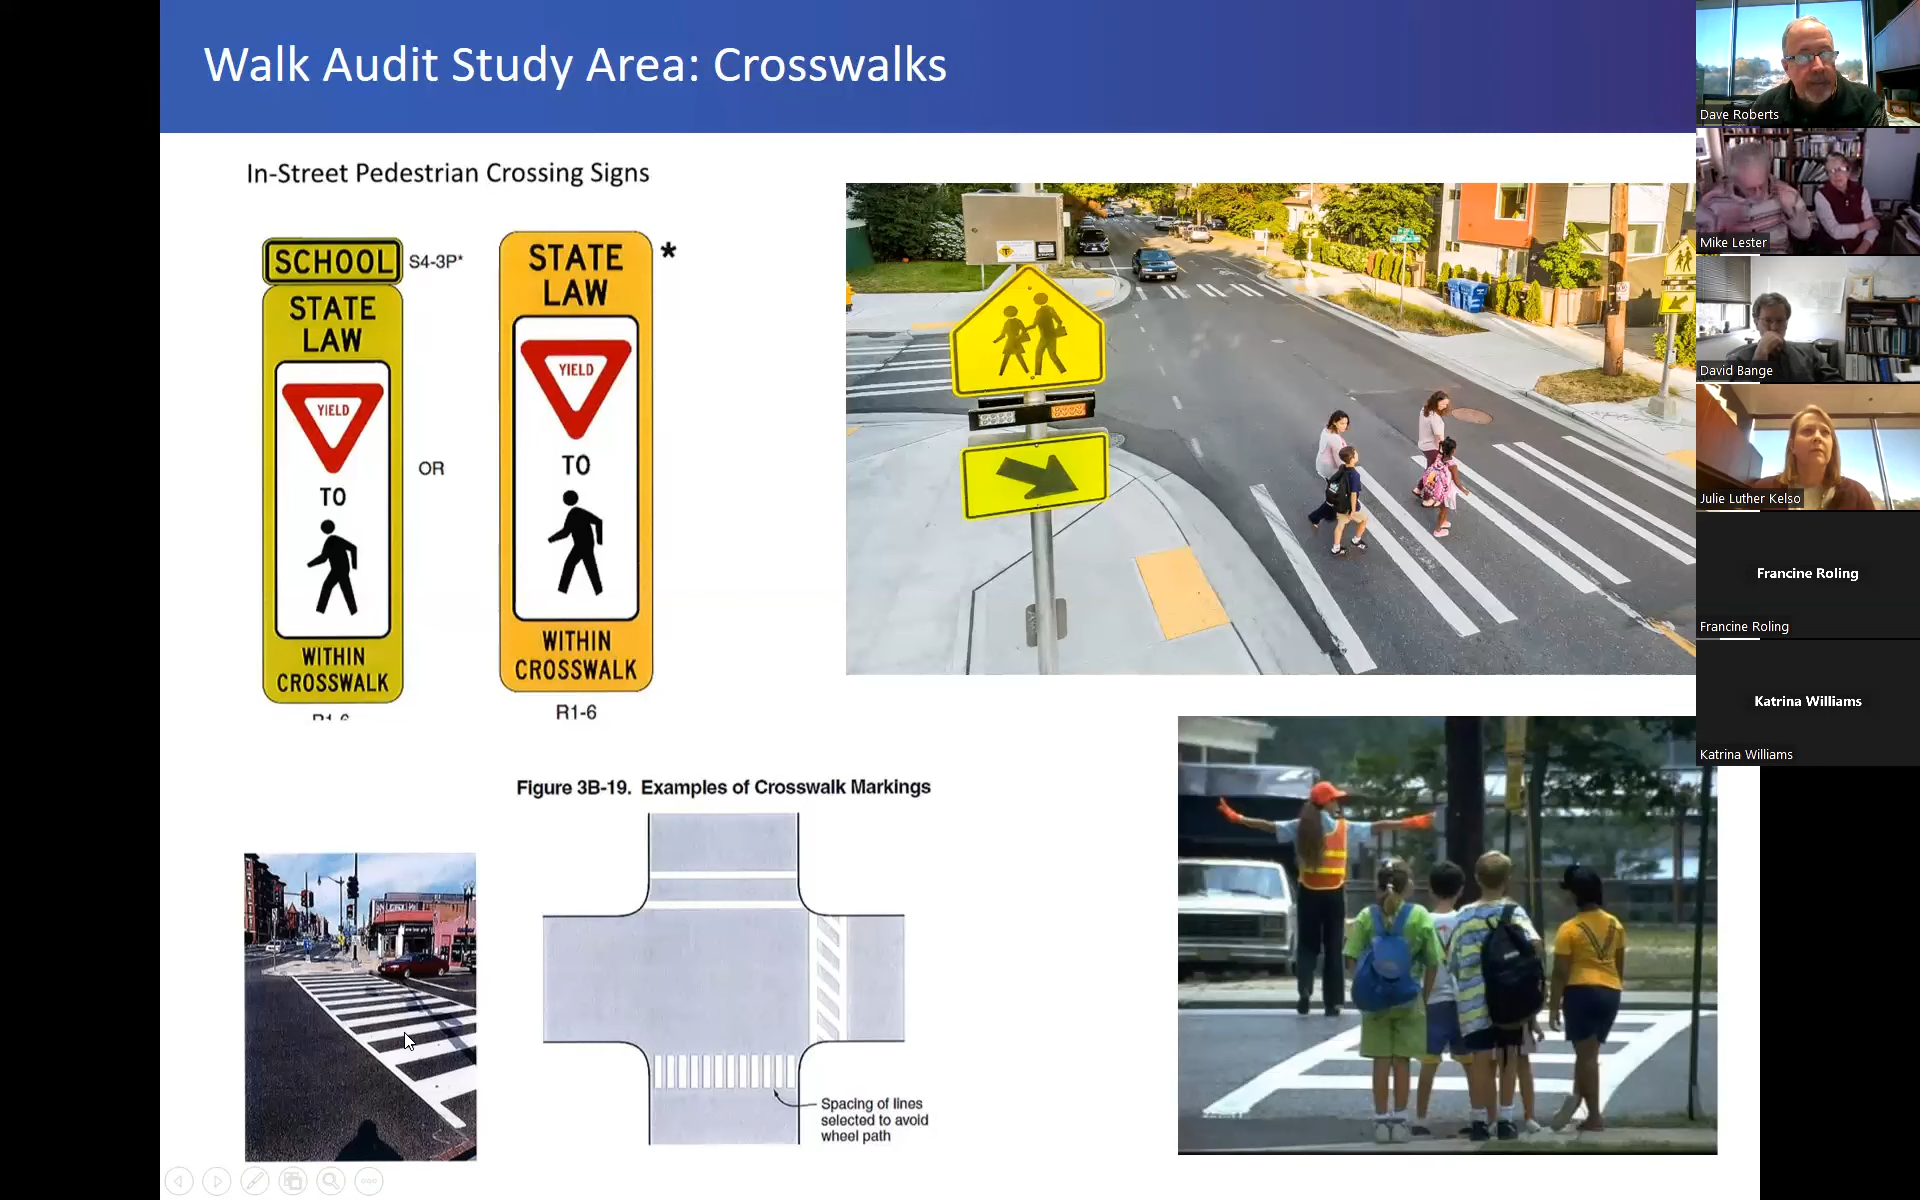 Walk Audit Study Area: Crosswalks
In-Street Pedestrian Crossing Signs
SCHOOL
S4-3P*
STATE
LAW
YIELD
TO
WITHIN
CROSSWALK
R1-6
OR
STATE
LAW
*
YIELD
TO
WITHIN
CROSSWALK
R1-6
Figure 3B-19. Examples of Crosswalk Markings
Spacing of lines
selected to avoid
wheel path
Dave Roberts
Mike Lester
David Bange
Julie Luther Kelso
Francine Roling
Francine Roling
Katrina Williams
Katrina Williams